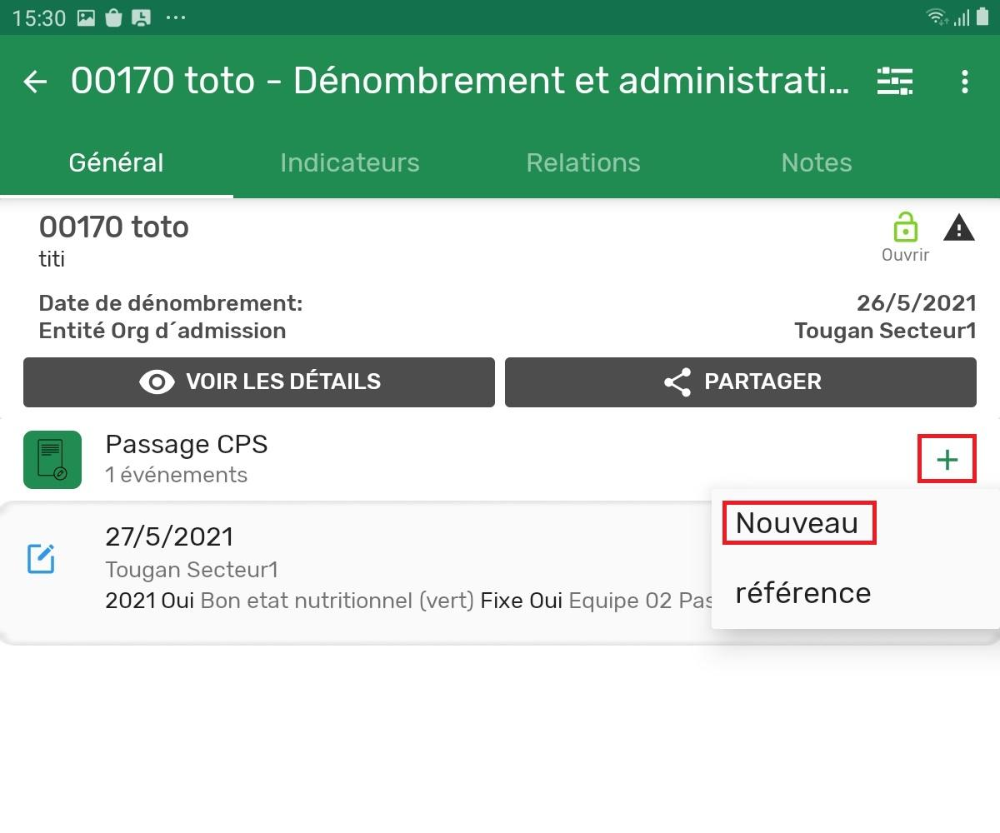 15:30
00170 toto - Dénombrement et administrati...
Général Indicateurs Relations Notes
00170 toto
titi
Ouvrir
Date de dénombrement: 26/5/2021
Entité Org d´admission Tougan Secteur1
VOIR LES DÉTAILS PARTAGER
Passage CPS
1 événements
+
Nouveau
référence
27/5/2021
Tougan Secteur1
2021 Oui Bon etat nutritionnel (vert) Fixe Oui Equipe 02 Pas